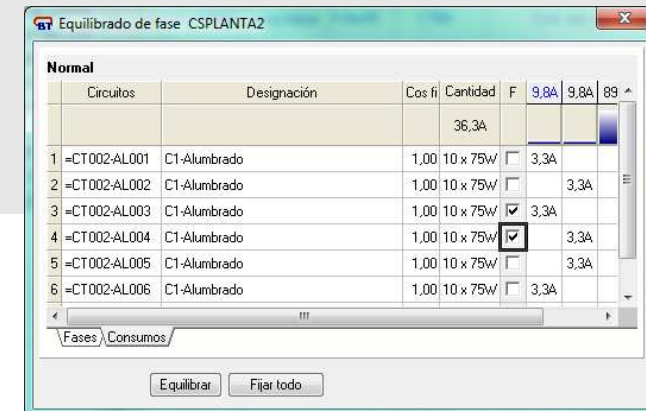 BT Equilibrado de fase CSPLANTA2
Normal
Circuitos Designación Cos fi Cantidad F 9,8A 9,8A 89
36,3A
1 =CT002-AL001 C1-Alumbrado 1,00 10 x 75W 3,3A
2 =CT002-AL002 C1-Alumbrado 1,00 10 x 75W 3,3A
3 =CT002-AL003 C1-Alumbrado 1,00 10 x 75W 3,3A
4 =CT002-AL004 C1-Alumbrado 1,00 10 x 75W 3,3A
5 =CT002-AL005 C1-Alumbrado 1,00 10 x 75W 3,3A
6 =CT002-AL006 C1-Alumbrado 1,00 10 x 75W 3,3A
Fases Consumos
Equilibrar Fijar todo